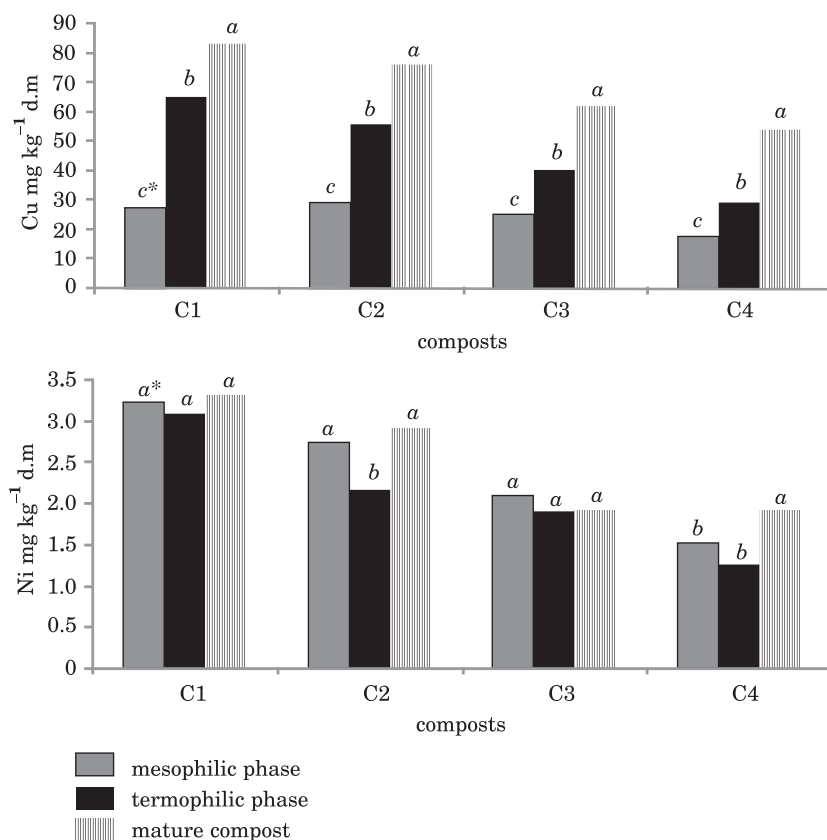 90
80
70
60
50
40
30
20
10
0
Cu mg kg⁻¹ d.m
c* b a
c b a
c b a
c b a
C1 C2 C3 C4
composts
3.5
3.0
2.5
2.0
1.5
1.0
0.5
0
Ni mg kg⁻¹ d.m
a* a a
a b a
a a a
b b a
C1 C2 C3 C4
composts
mesophilic phase
termophilic phase
mature compost